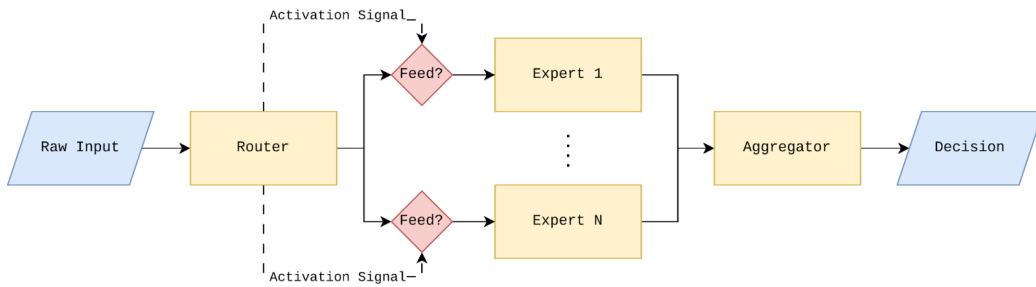 Activation Signal
Feed?
Expert 1
Raw Input
Router
Aggregator
Decision
Feed?
Expert N
Activation Signal